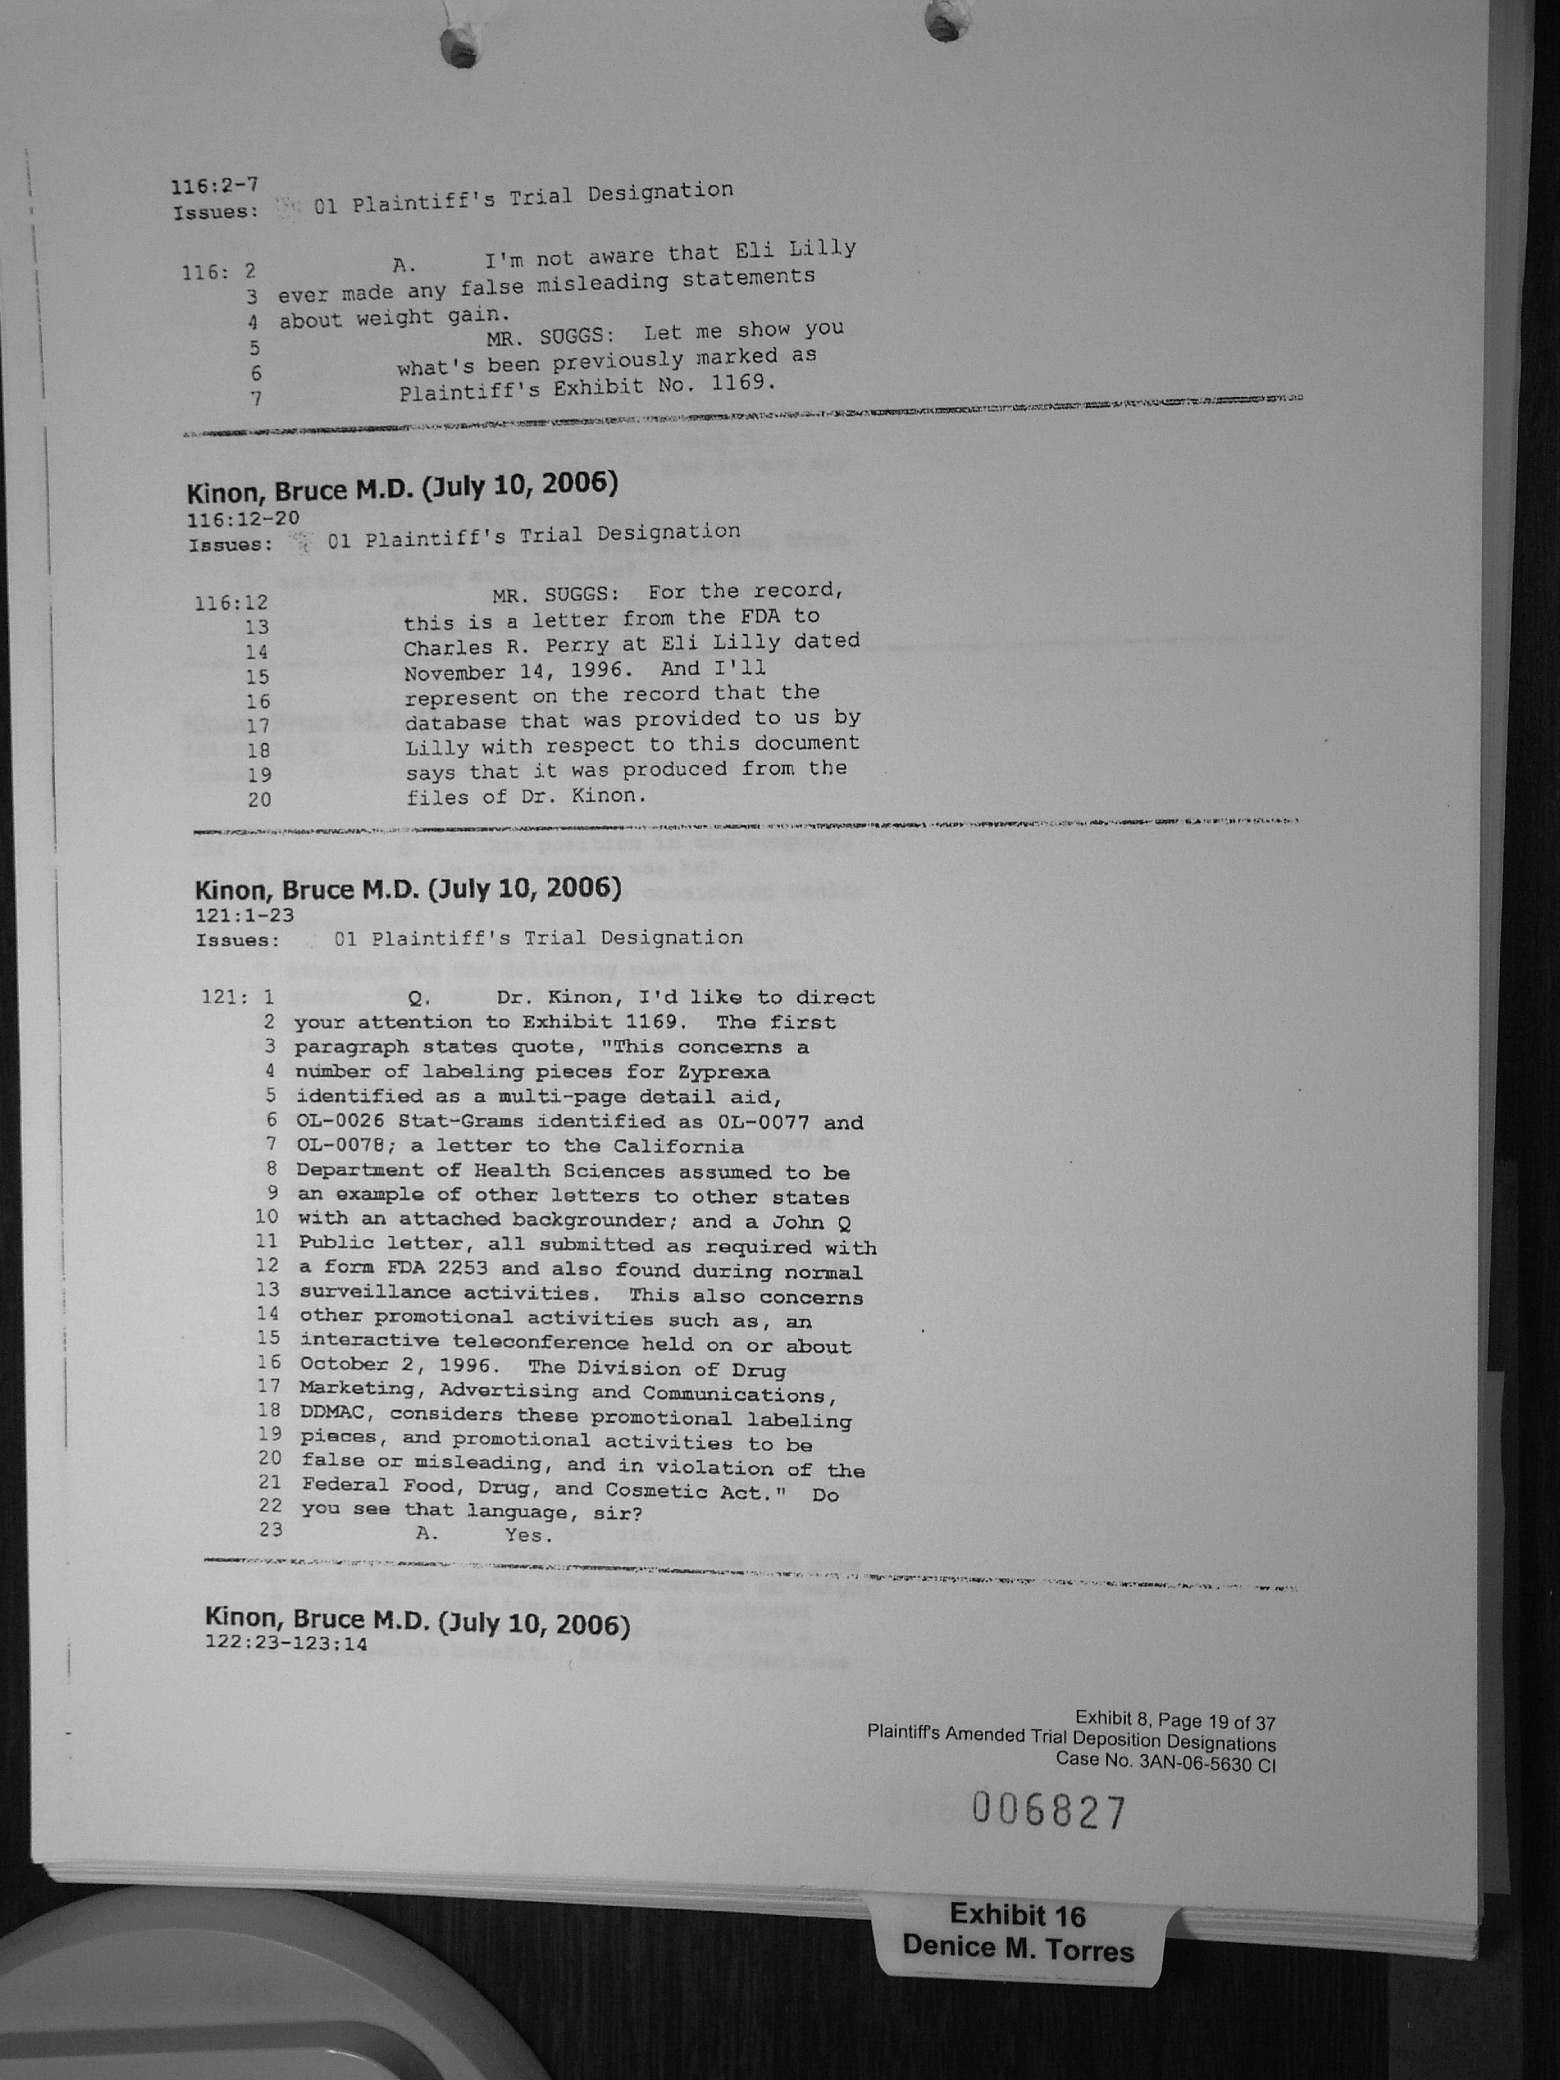 116:2-7
Issues: 01 Plaintiff's Trial Designation
116: 2 A. I'm not aware that Eli Lilly
3 ever made any false misleading statements
4 about weight gain.
5 MR. SUGGS: Let me show you
6 what's been previously marked as
7 Plaintiff's Exhibit No. 1169.
Kinon, Bruce M.D. (July 10, 2006)
116:12-20
Issues: 01 Plaintiff's Trial Designation
116:12 MR. SUGGS: For the record,
13 this is a letter from the FDA to
14 Charles R. Perry at Eli Lilly dated
15 November 14, 1996. And I'll
16 represent on the record that the
17 database that was provided to us by
18 Lilly with respect to this document
19 says that it was produced from the
20 files of Dr. Kinon.
Kinon, Bruce M.D. (July 10, 2006)
121:1-23
Issues: 01 Plaintiff's Trial Designation
121: 1 Q. Dr. Kinon, I'd like to direct
2 your attention to Exhibit 1169. The first
3 paragraph states quote, "This concerns a
4 number of labeling pieces for Zyprexa
5 identified as a multi-page detail aid,
6 OL-0026 Stat-Grams identified as OL-0077 and
7 OL-0078; a letter to the California
8 Department of Health Sciences assumed to be
9 an example of other letters to other states
10 with an attached backgrounder; and a John Q
11 Public letter, all submitted as required with
12 a form FDA 2253 and also found during normal
13 surveillance activities. This also concerns
14 other promotional activities such as, an
15 interactive teleconference held on or about
16 October 2, 1996. The Division of Drug
17 Marketing, Advertising and Communications,
18 DDMAC, considers these promotional labeling
19 pieces, and promotional activities to be
20 false or misleading, and in violation of the
21 Federal Food, Drug, and Cosmetic Act." Do
22 you see that language, sir?
23 A. Yes.
Kinon, Bruce M.D. (July 10, 2006)
122:23-123:14
Exhibit 8, Page 19 of 37
Plaintiff's Amended Trial Deposition Designations
Case No. 3AN-06-5630 CI
006827
Exhibit 16
Denice M. Torres